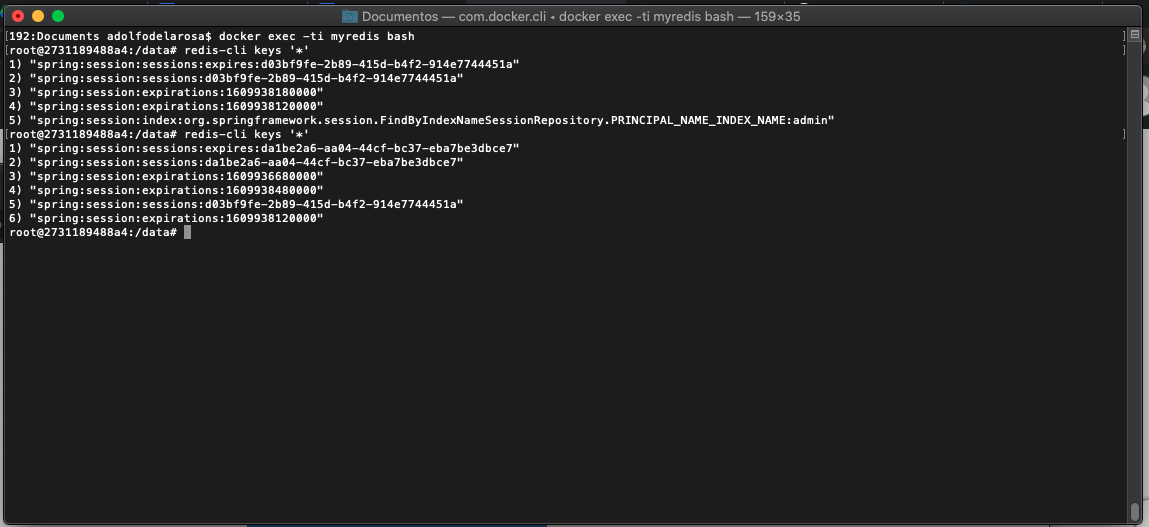 Documentos — com.docker.cli ◂ docker exec -ti myredis bash — 159×35
[192:Documents adolfodelarosa$ docker exec -ti myredis bash ]
[root@2731189488a4:/data# redis-cli keys '*' ]
1) "spring:session:sessions:expires:d03bf9fe-2b89-415d-b4f2-914e7744451a"
2) "spring:session:sessions:d03bf9fe-2b89-415d-b4f2-914e7744451a"
3) "spring:session:expirations:1609938180000"
4) "spring:session:expirations:1609938120000"
5) "spring:session:index:org.springframework.session.FindByIndexNameSessionRepository.PRINCIPAL_NAME_INDEX_NAME:admin"
[root@2731189488a4:/data# redis-cli keys '*' ]
1) "spring:session:sessions:expires:da1be2a6-aa04-44cf-bc37-eba7be3dbce7"
2) "spring:session:sessions:da1be2a6-aa04-44cf-bc37-eba7be3dbce7"
3) "spring:session:expirations:1609936680000"
4) "spring:session:expirations:1609938480000"
5) "spring:session:sessions:d03bf9fe-2b89-415d-b4f2-914e7744451a"
6) "spring:session:expirations:1609938120000"
root@2731189488a4:/data#